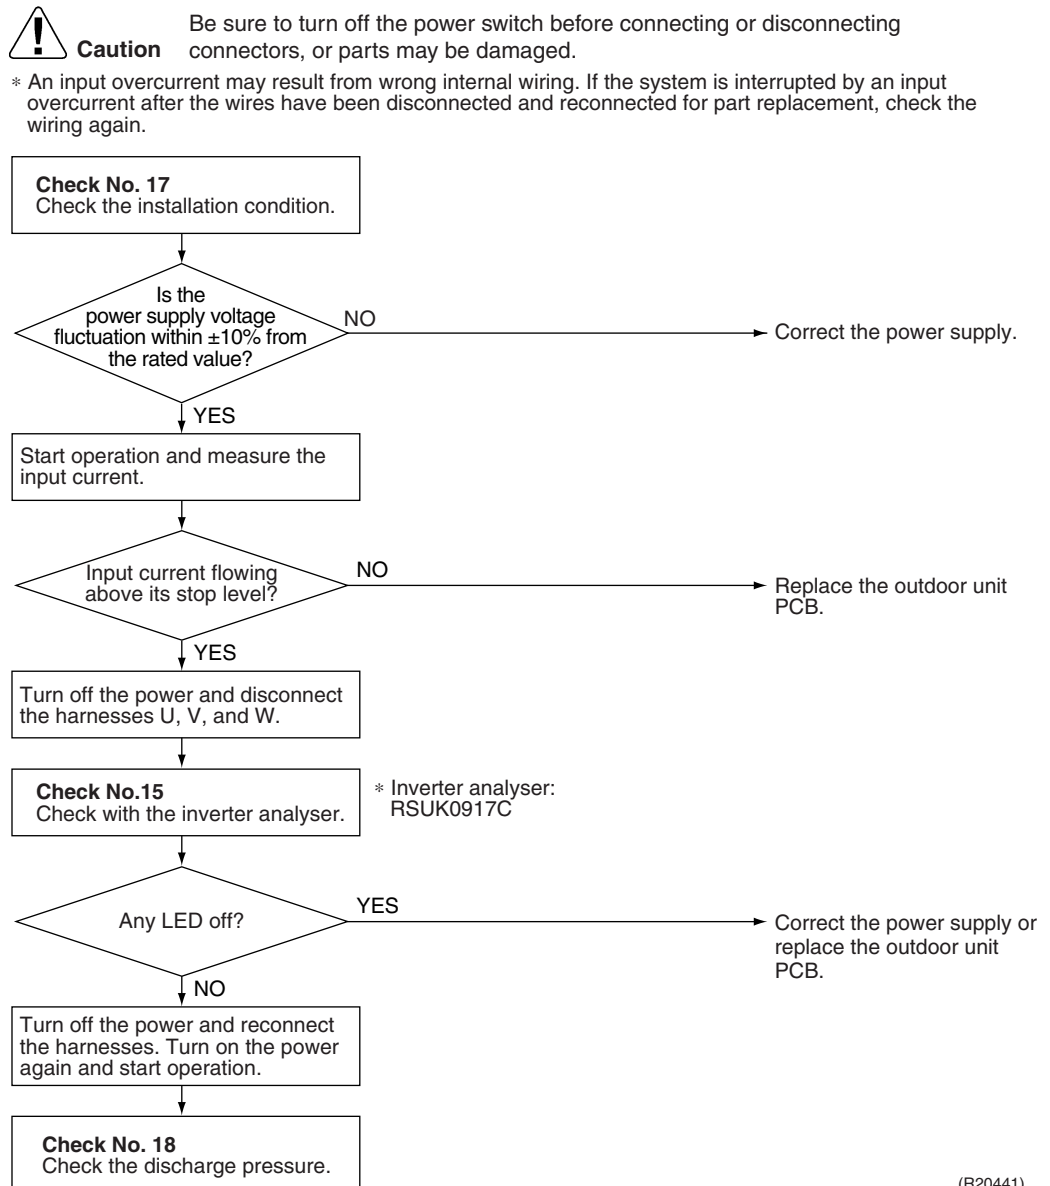 Be sure to turn off the power switch before connecting or disconnecting
Caution connectors, or parts may be damaged.
∗ An input overcurrent may result from wrong internal wiring. If the system is interrupted by an input
overcurrent after the wires have been disconnected and reconnected for part replacement, check the
wiring again.
Check No. 17
Check the installation condition.
Is the
power supply voltage
fluctuation within ±10% from
the rated value?
NO
Correct the power supply.
YES
Start operation and measure the
input current.
Input current flowing
above its stop level?
NO
Replace the outdoor unit
PCB.
YES
Turn off the power and disconnect
the harnesses U, V, and W.
Check No.15
Check with the inverter analyser.
∗ Inverter analyser:
RSUK0917C
Any LED off?
YES
Correct the power supply or
replace the outdoor unit
PCB.
NO
Turn off the power and reconnect
the harnesses. Turn on the power
again and start operation.
Check No. 18
Check the discharge pressure.
(R20441)